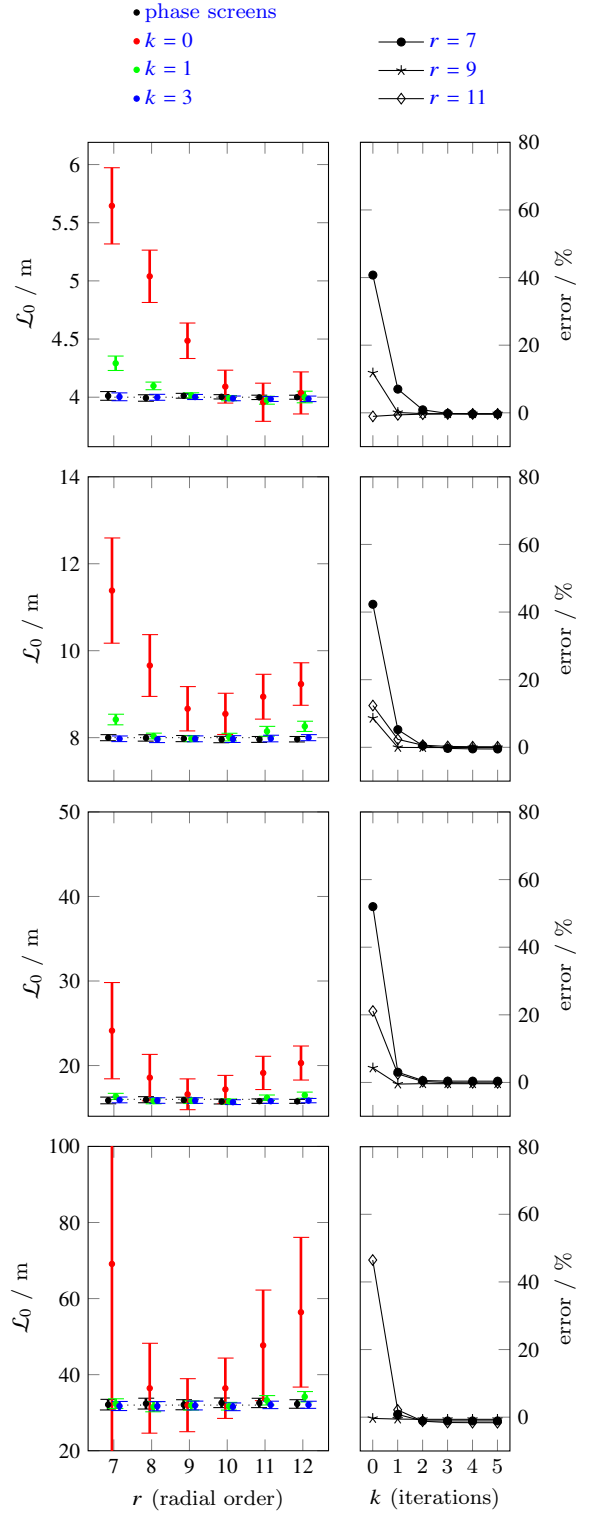 phase screens
k = 0
k = 1
k = 3
r = 7
r = 9
r = 11
6
5.5
5
4.5
4
ℒ0 / m
80
60
40
20
0
error / %
14
12
10
8
ℒ0 / m
80
60
40
20
0
error / %
50
40
30
20
ℒ0 / m
80
60
40
20
0
error / %
100
80
60
40
20
ℒ0 / m
80
60
40
20
0
error / %
7 8 9 10 11 12
r (radial order)
0 1 2 3 4 5
k (iterations)